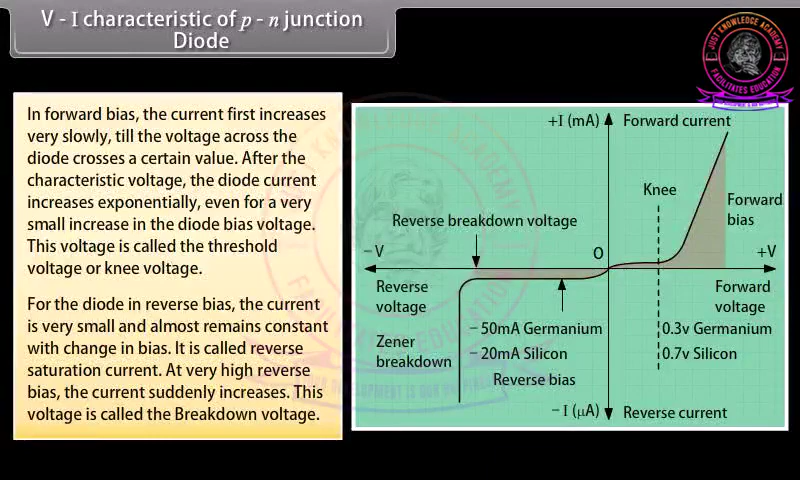 V - I characteristic of p - n junction
Diode
JUST KNOWLEDGE ACADEMY
FACILITATES EDUCATION
In forward bias, the current first increases
very slowly, till the voltage across the
diode crosses a certain value. After the
characteristic voltage, the diode current
increases exponentially, even for a very
small increase in the diode bias voltage.
This voltage is called the threshold
voltage or knee voltage.
For the diode in reverse bias, the current
is very small and almost remains constant
with change in bias. It is called reverse
saturation current. At very high reverse
bias, the current suddenly increases. This
voltage is called the Breakdown voltage.
+I (mA)
Forward current
Knee
Forward
bias
Reverse breakdown voltage
– V
O
+V
Reverse
voltage
Forward
voltage
Zener
breakdown
– 50mA Germanium
– 20mA Silicon
Reverse bias
0.3v Germanium
0.7v Silicon
– I (μA)
Reverse current